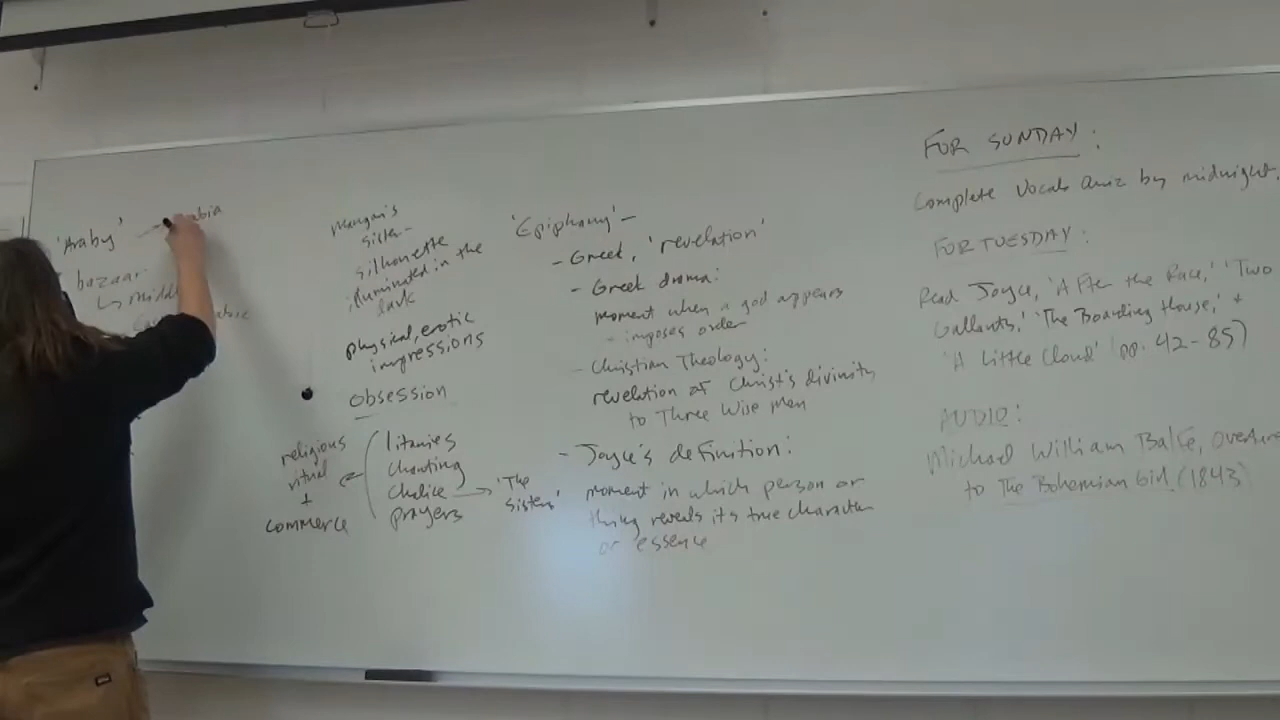 'Araby' →
bazaar
↳
Mangan's
sister -
silhouette
illuminated in the
dark
physical, erotic
impressions
obsession
religious
ritual
+
commerce
litanies
chanting
chalice → 'The
Sisters'
prayers
'Epiphany' -
- Greek, 'revelation'
- Greek drama:
moment when a god appears
- imposes order
- Christian Theology:
revelation of Christ's divinity
to Three Wise Men
- Joyce's definition:
moment in which person or
thing reveals its true character
or essence
FOR SUNDAY:
Complete Vocab Quiz by midnight.
FOR TUESDAY:
Read Joyce, 'After the Race,' 'Two
Gallants,' 'The Boarding House,' +
'A Little Cloud' (pp. 42-85)
AUDIO:
Michael William Balfe, Overture
to The Bohemian Girl (1843)